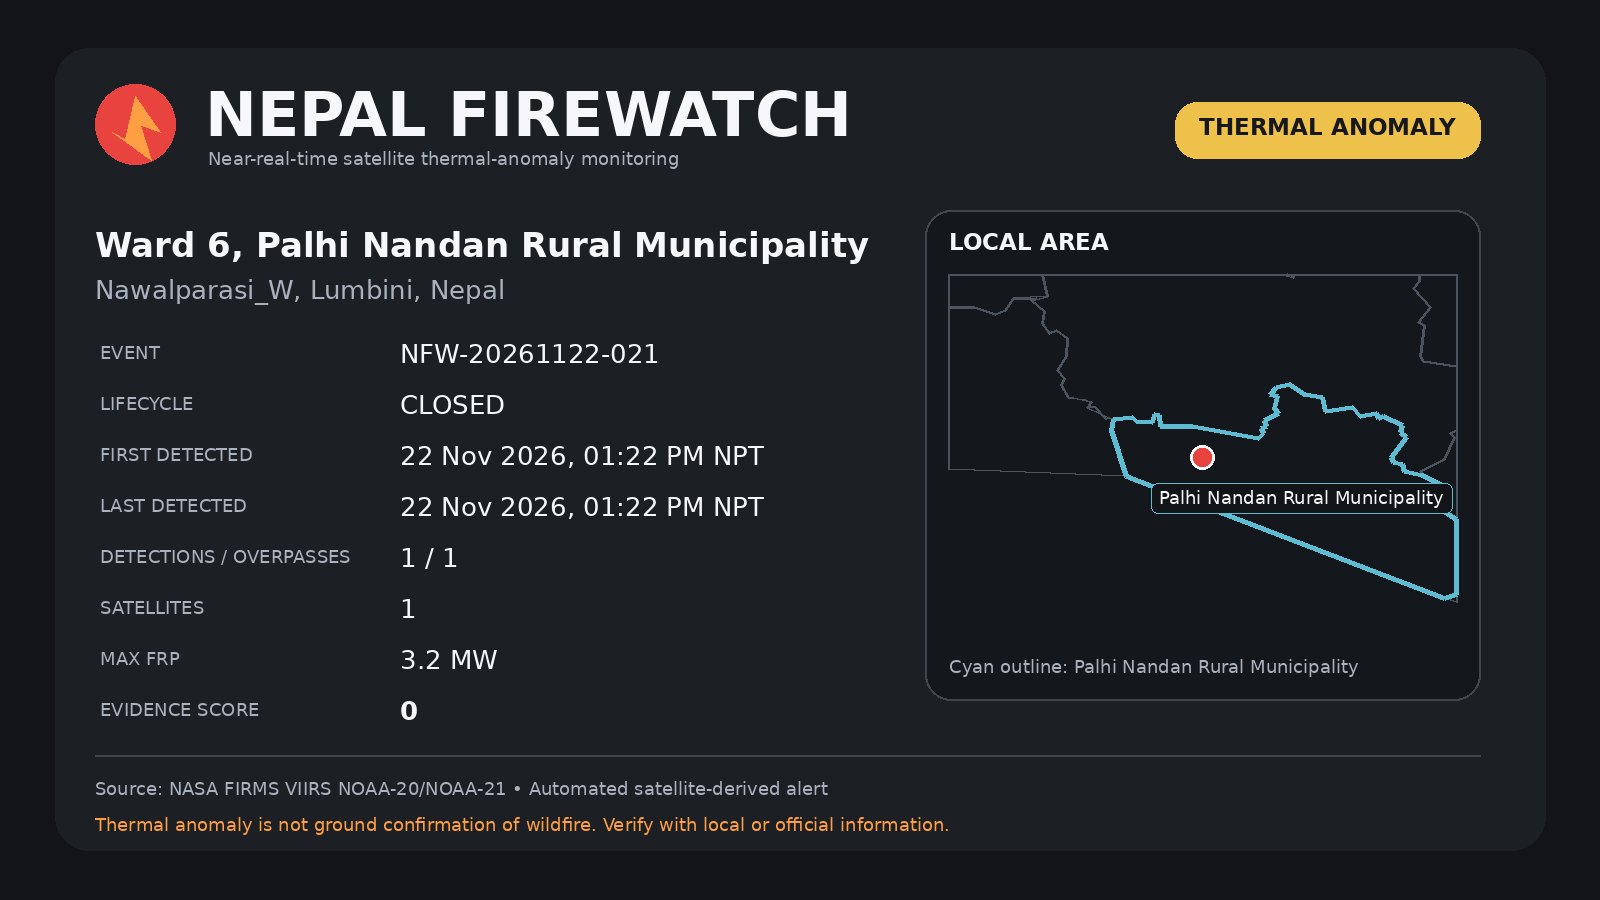 NEPAL FIREWATCH
Near-real-time satellite thermal-anomaly monitoring
THERMAL ANOMALY
Ward 6, Palhi Nandan Rural Municipality
Nawalparasi_W, Lumbini, Nepal
EVENT NFW-20261122-021
LIFECYCLE CLOSED
FIRST DETECTED 22 Nov 2026, 01:22 PM NPT
LAST DETECTED 22 Nov 2026, 01:22 PM NPT
DETECTIONS / OVERPASSES 1 / 1
SATELLITES 1
MAX FRP 3.2 MW
EVIDENCE SCORE 0
LOCAL AREA
Palhi Nandan Rural Municipality
Cyan outline: Palhi Nandan Rural Municipality
Source: NASA FIRMS VIIRS NOAA-20/NOAA-21 • Automated satellite-derived alert
Thermal anomaly is not ground confirmation of wildfire. Verify with local or official information.